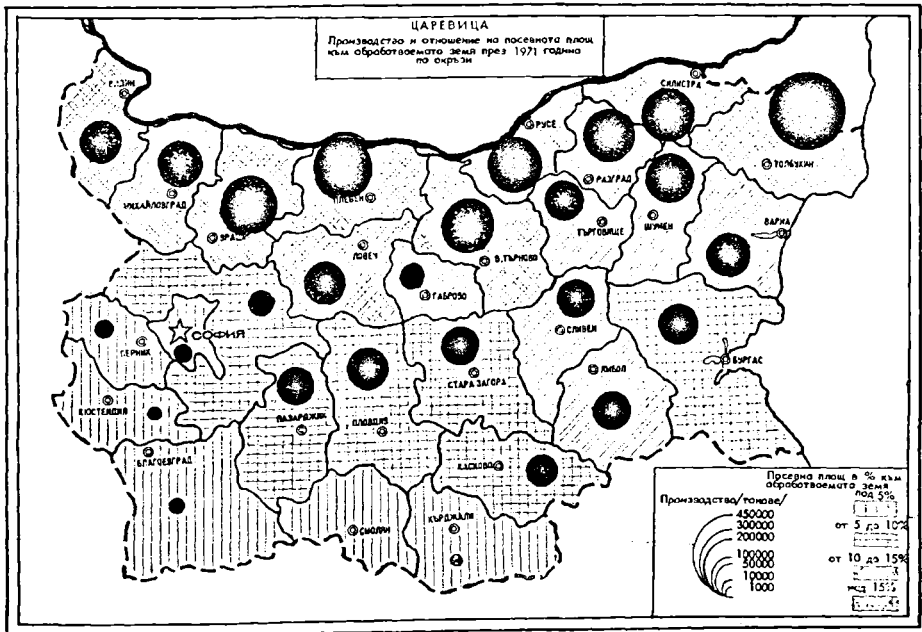 ЦАРЕВИЦА
Производство и отношение на посевната площ
към обработваемата земя през 1971 година
по окръзи
ВИДИН
СИЛИСТРА
РУСЕ
ТОЛБУХИН
МИХАЙЛОВГРАД
ПЛЕВЕН
РАЗГРАД
ВРАЦА
ТЪРГОВИЩЕ
ШУМЕН
ВАРНА
ЛОВЕЧ
В. ТЪРНОВО
ГАБРОВО
СОФИЯ
ПЕРНИК
СЛИВЕН
БУРГАС
ЯМБОЛ
СТАРА ЗАГОРА
КЮСТЕНДИЛ
ПАЗАРДЖИК
ПЛОВДИВ
БЛАГОЕВГРАД
ХАСКОВО
СМОЛЯН
КЪРДЖАЛИ
Посевна площ в % към
обработваемата земя
Производство/тонове/
под 5%
450000
300000
200000
от 5 до 10%
100000
50000
от 10 до 15%
10000
1000
над 15%